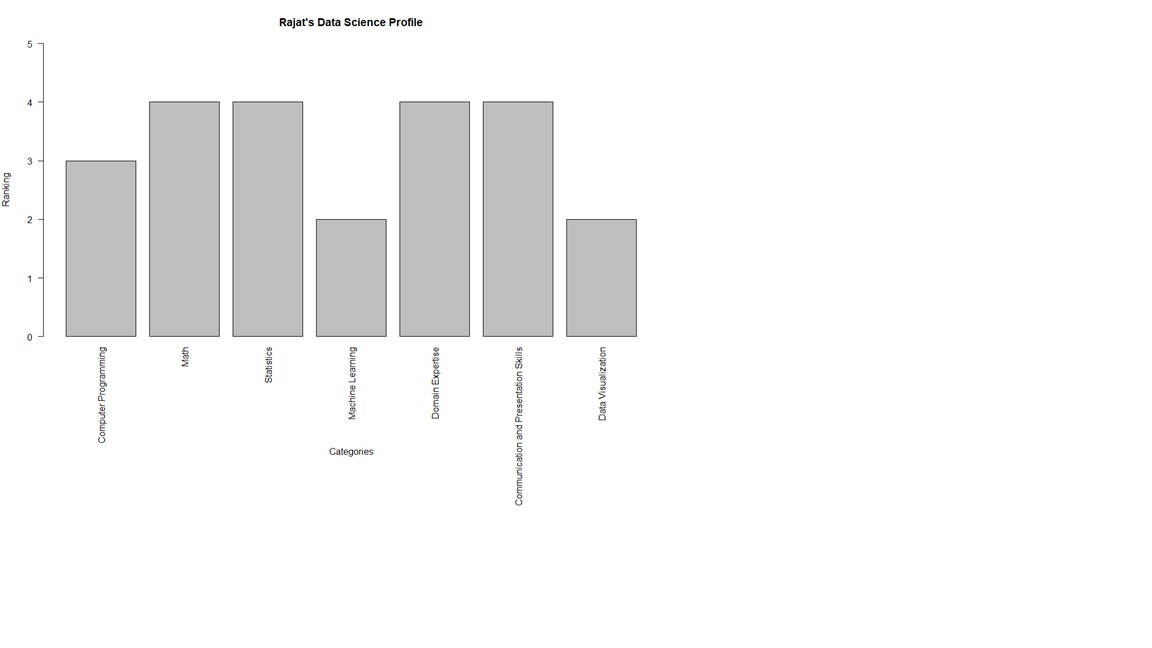 Rajat's Data Science Profile
5
4
3
2
1
0
Ranking
Computer Programming
Math
Statistics
Machine Learning
Domain Expertise
Communication and Presentation Skills
Data Visualization
Categories